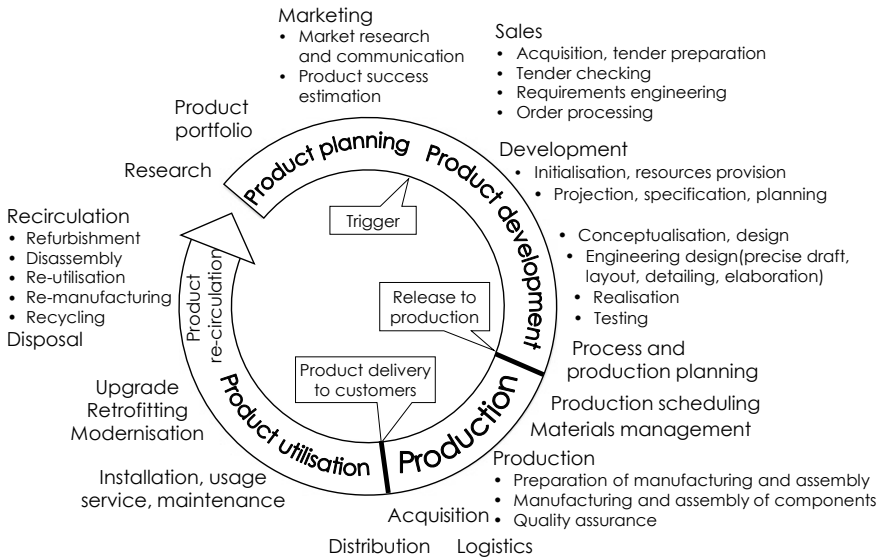 Marketing
• Market research
and communication
• Product success
estimation
Sales
• Acquisition, tender preparation
• Tender checking
• Requirements engineering
• Order processing
Product
portfolio
Research
Product planning
Product development
Development
• Initialisation, resources provision
• Projection, specification, planning
• Conceptualisation, design
• Engineering design(precise draft,
layout, detailing, elaboration)
• Realisation
• Testing
Trigger
Release to
production
Product delivery
to customers
Recirculation
• Refurbishment
• Disassembly
• Re-utilisation
• Re-manufacturing
• Recycling
Disposal
Product
re-circulation
Product utilisation
Production
Process and
production planning
Production scheduling
Materials management
Production
• Preparation of manufacturing and assembly
• Manufacturing and assembly of components
• Quality assurance
Upgrade
Retrofitting
Modernisation
Installation, usage
service, maintenance
Acquisition
Distribution
Logistics